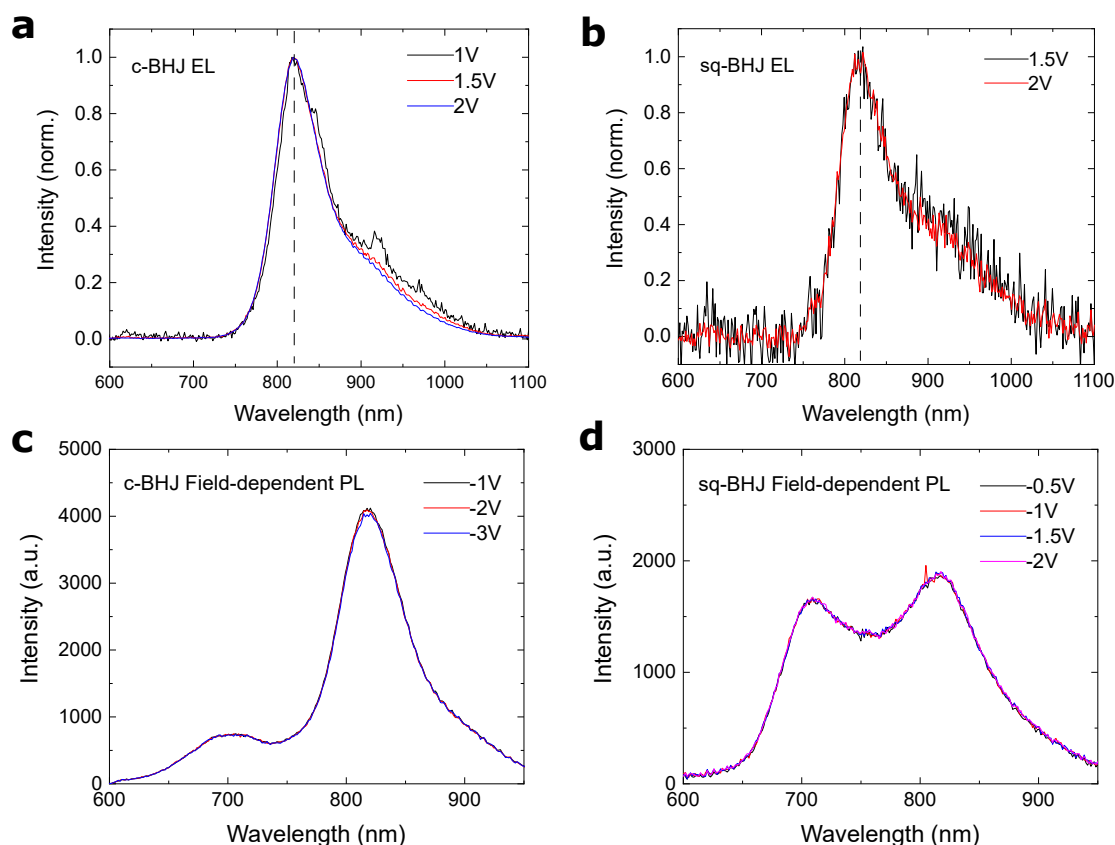 a
c-BHJ EL
1V
1.5V
2V
Intensity (norm.)
1.0
0.8
0.6
0.4
0.2
0.0
600 700 800 900 1000 1100
Wavelength (nm)
b
sq-BHJ EL
1.5V
2V
Intensity (norm.)
1.0
0.8
0.6
0.4
0.2
0.0
600 700 800 900 1000 1100
Wavelength (nm)
c
c-BHJ Field-dependent PL
-1V
-2V
-3V
Intensity (a.u.)
5000
4000
3000
2000
1000
0
600 700 800 900
Wavelength (nm)
d
sq-BHJ Field-dependent PL
-0.5V
-1V
-1.5V
-2V
Intensity (a.u.)
3000
2000
1000
0
600 700 800 900
Wavelength (nm)